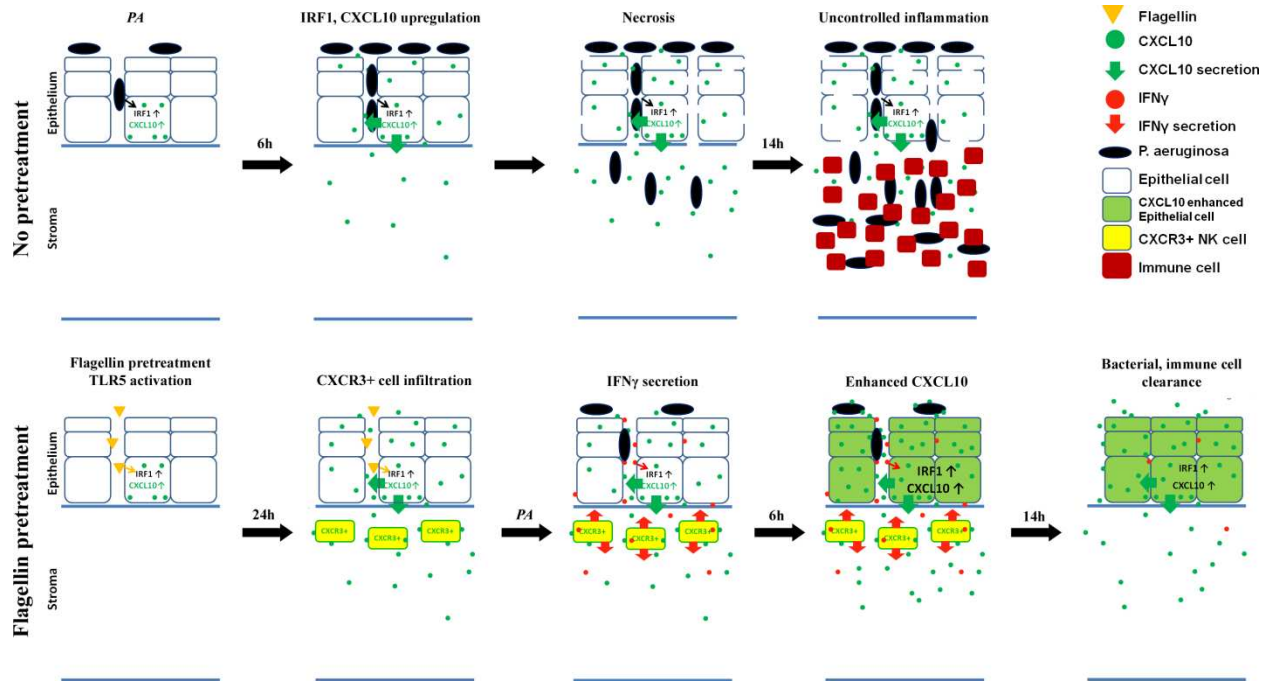 No pretreatment
Epithelium
Stroma
PA
IRF1 ↑
CXCL10 ↑
6h
IRF1, CXCL10 upregulation
IRF1 ↑
CXCL10 ↑
Necrosis
IRF1 ↑
CXCL10 ↑
14h
Uncontrolled inflammation
IRF1 ↑
CXCL10 ↑
Flagellin
CXCL10
CXCL10 secretion
IFNγ
IFNγ secretion
P. aeruginosa
Epithelial cell
CXCL10 enhanced
Epithelial cell
CXCR3+ NK cell
Immune cell
Flagellin pretreatment
Epithelium
Stroma
Flagellin pretreatment
TLR5 activation
IRF1 ↑
CXCL10 ↑
24h
CXCR3+ cell infiltration
IRF1 ↑
CXCL10 ↑
CXCR3+
CXCR3+
CXCR3+
PA
IFNγ secretion
IRF1 ↑
CXCL10 ↑
CXCR3+
CXCR3+
CXCR3+
6h
Enhanced CXCL10
IRF1 ↑
CXCL10 ↑
CXCR3+
CXCR3+
CXCR3+
14h
Bacterial, immune cell
clearance
IRF1 ↑
CXCL10 ↑